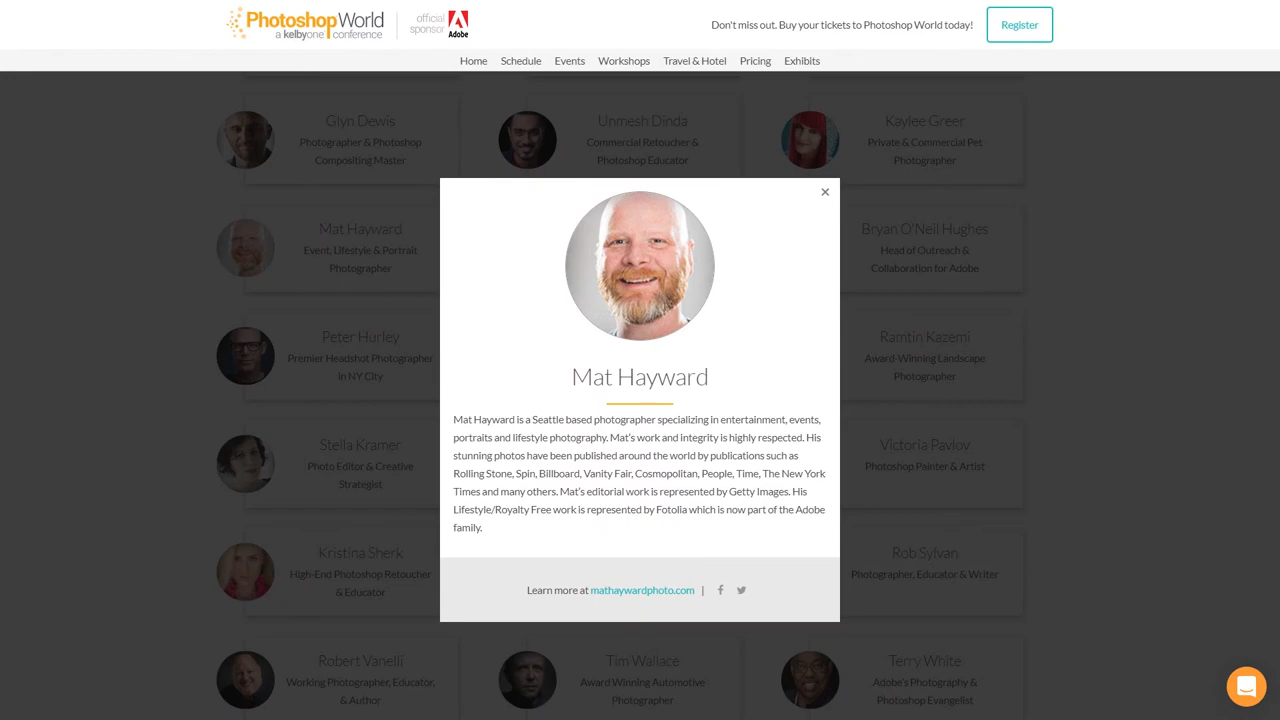 PhotoshopWorld
a kelbyone conference
official
sponsor
Adobe
Don't miss out. Buy your tickets to Photoshop World today!
Register
Home Schedule Events Workshops Travel & Hotel Pricing Exhibits
Glyn Dewis
Photographer & Photoshop
Compositing Master
Unmesh Dinda
Commercial Retoucher &
Photoshop Educator
Kaylee Greer
Private & Commercial Pet
Photographer
Mat Hayward
Event, Lifestyle & Portrait
Photographer
Bryan O'Neil Hughes
Head of Outreach &
Collaboration for Adobe
Peter Hurley
Premier Headshot Photographer
in NY City
Ramtin Kazemi
Award-Winning Landscape
Photographer
Stella Kramer
Photo Editor & Creative
Strategist
Victoria Pavlov
Photoshop Painter & Artist
Kristina Sherk
High-End Photoshop Retoucher
& Educator
Rob Sylvan
Photographer, Educator & Writer
Robert Vanelli
Working Photographer, Educator,
& Author
Tim Wallace
Award Winning Automotive
Photographer
Terry White
Adobe's Photography &
Photoshop Evangelist
Mat Hayward
Mat Hayward is a Seattle based photographer specializing in entertainment, events,
portraits and lifestyle photography. Mat's work and integrity is highly respected. His
stunning photos have been published around the world by publications such as
Rolling Stone, Spin, Billboard, Vanity Fair, Cosmopolitan, People, Time, The New York
Times and many others. Mat's editorial work is represented by Getty Images. His
Lifestyle/Royalty Free work is represented by Fotolia which is now part of the Adobe
family.
Learn more at mathaywardphoto.com |